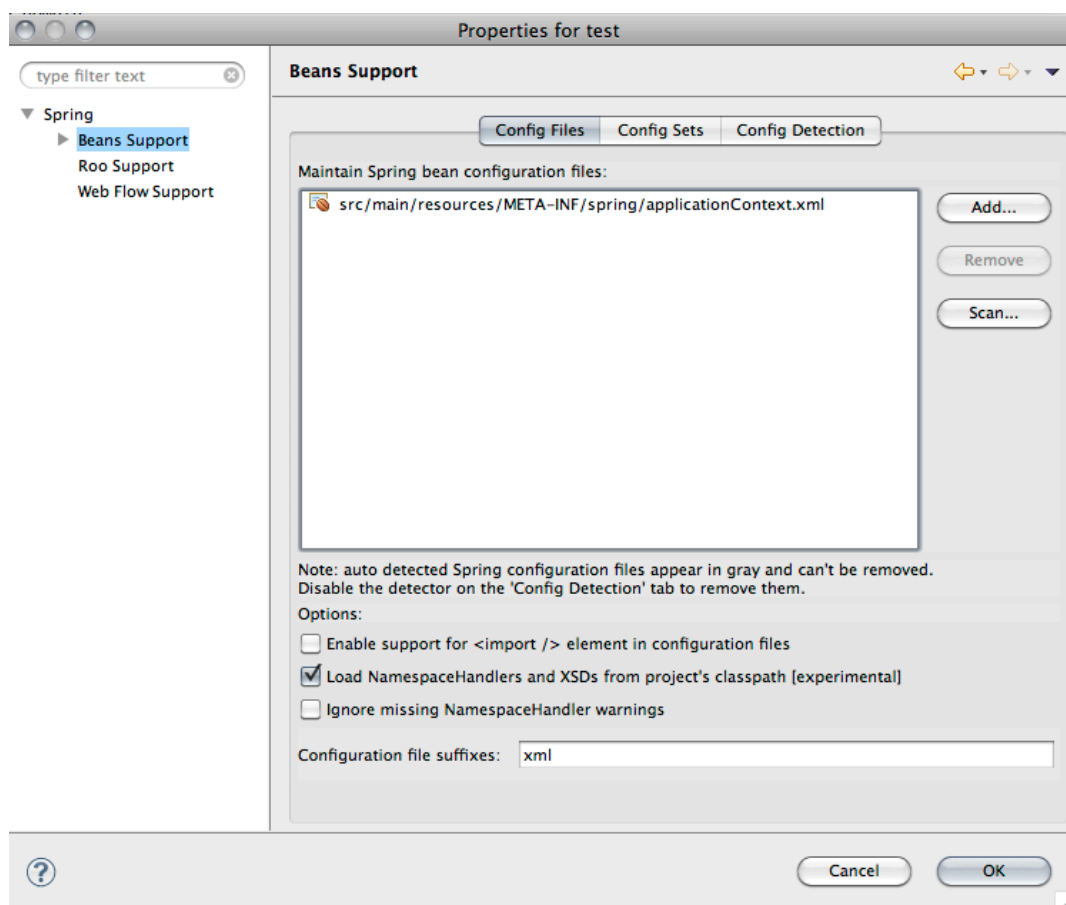 Properties for test
type filter text
Spring
Beans Support
Roo Support
Web Flow Support
Beans Support
Config Files Config Sets Config Detection
Maintain Spring bean configuration files:
src/main/resources/META-INF/spring/applicationContext.xml
Add...
Remove
Scan...
Note: auto detected Spring configuration files appear in gray and can't be removed.
Disable the detector on the 'Config Detection' tab to remove them.
Options:
Enable support for <import /> element in configuration files
Load NamespaceHandlers and XSDs from project's classpath [experimental]
Ignore missing NamespaceHandler warnings
Configuration file suffixes: xml
?
Cancel OK